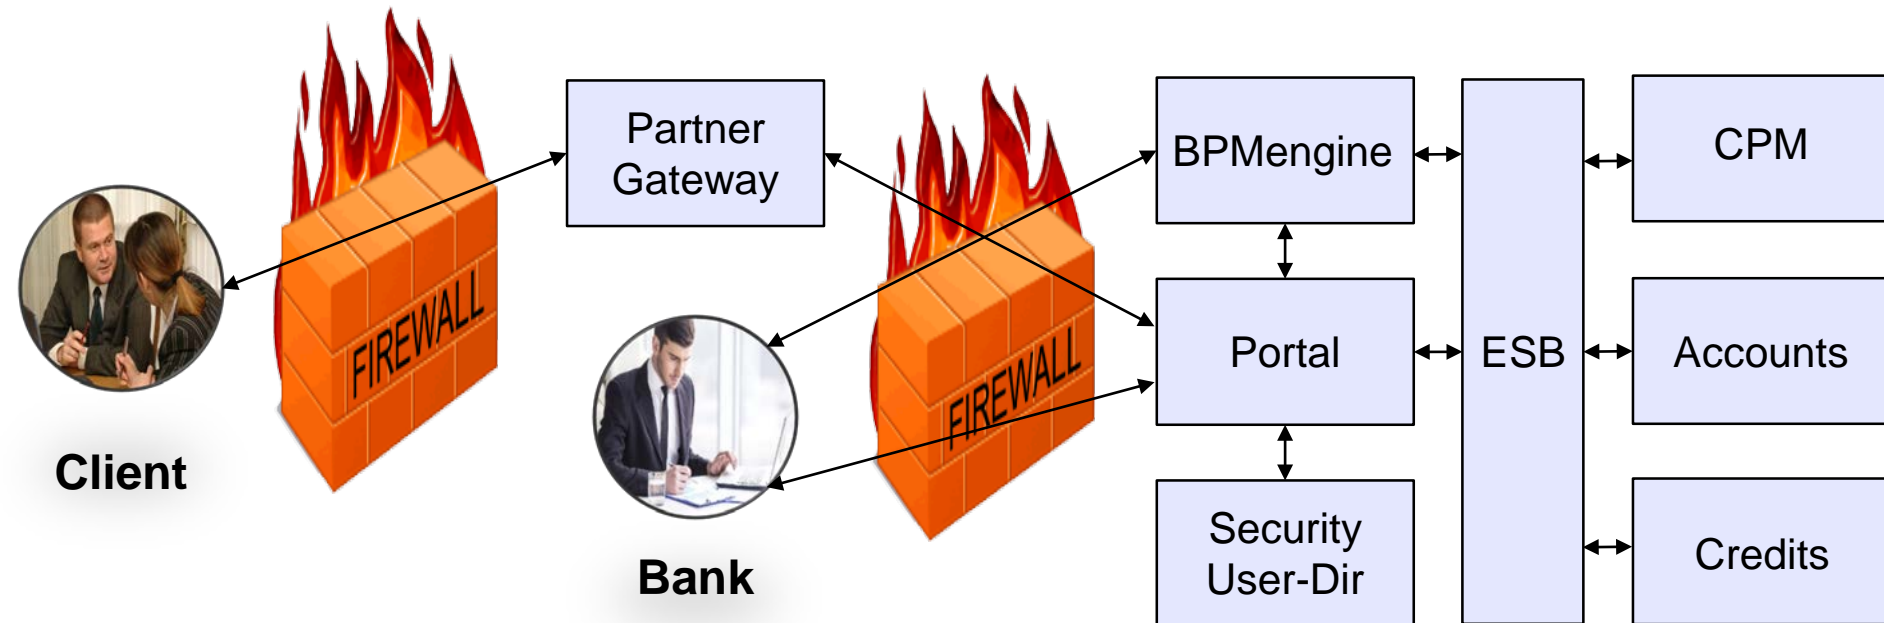 Client
FIREWALL
Partner
Gateway
Bank
FIREWALL
BPMengine
Portal
Security
User-Dir
ESB
CPM
Accounts
Credits